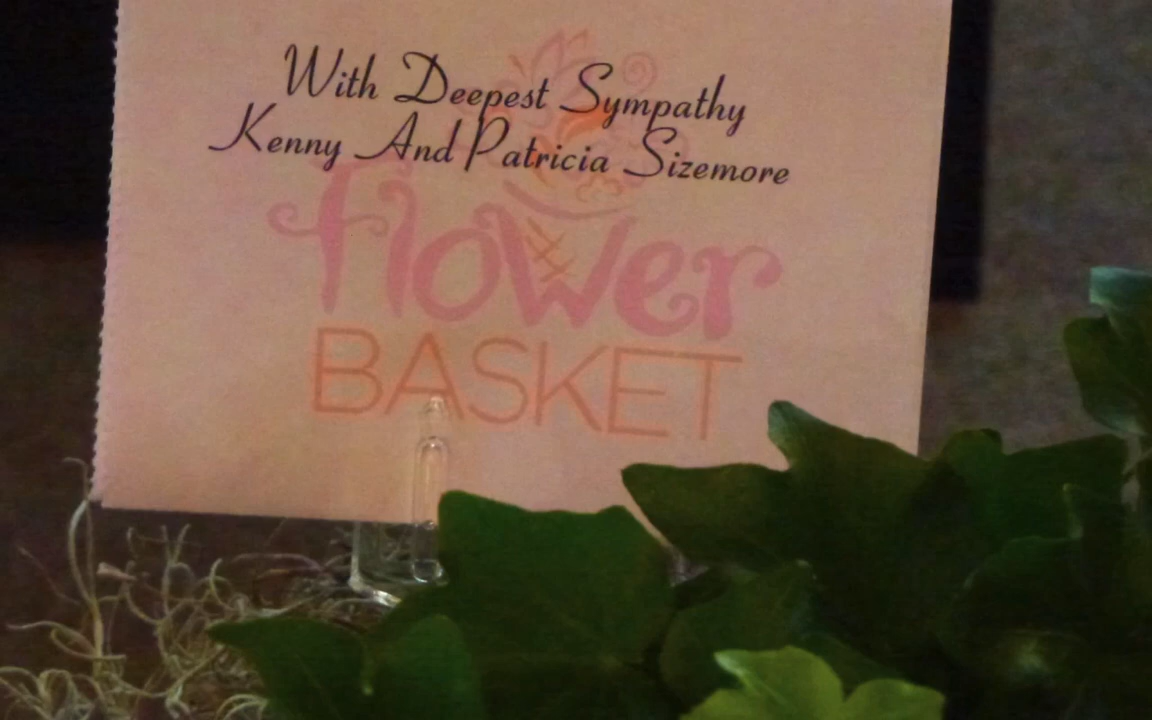 With Deepest Sympathy
Kenny And Patricia Sizemore
flower
BASKET